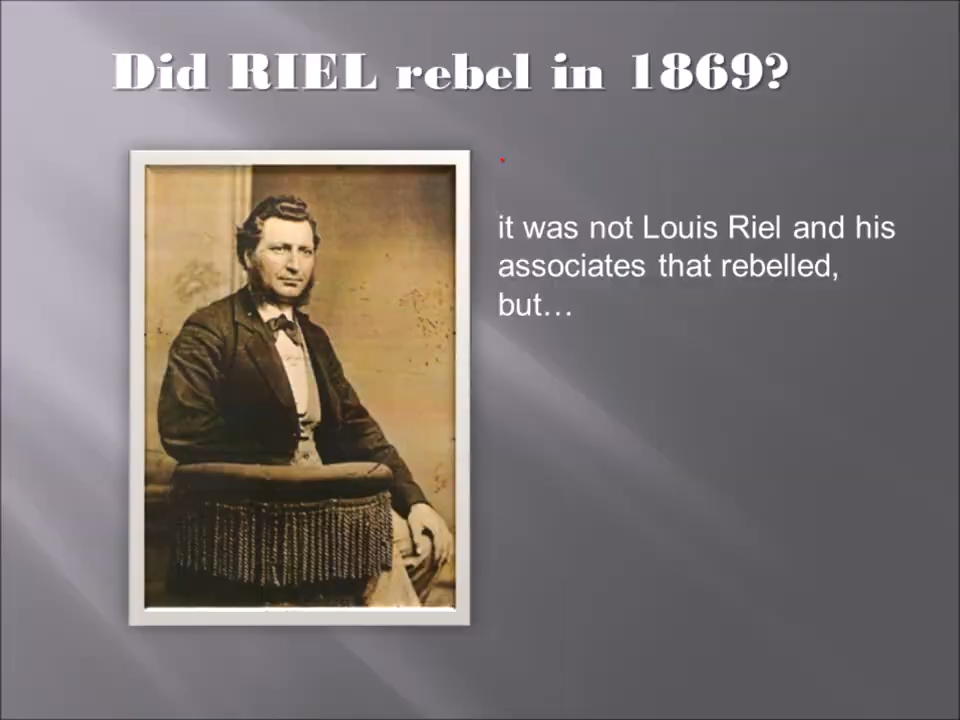 Did RIEL rebel in 1869?
it was not Louis Riel and his
associates that rebelled,
but…